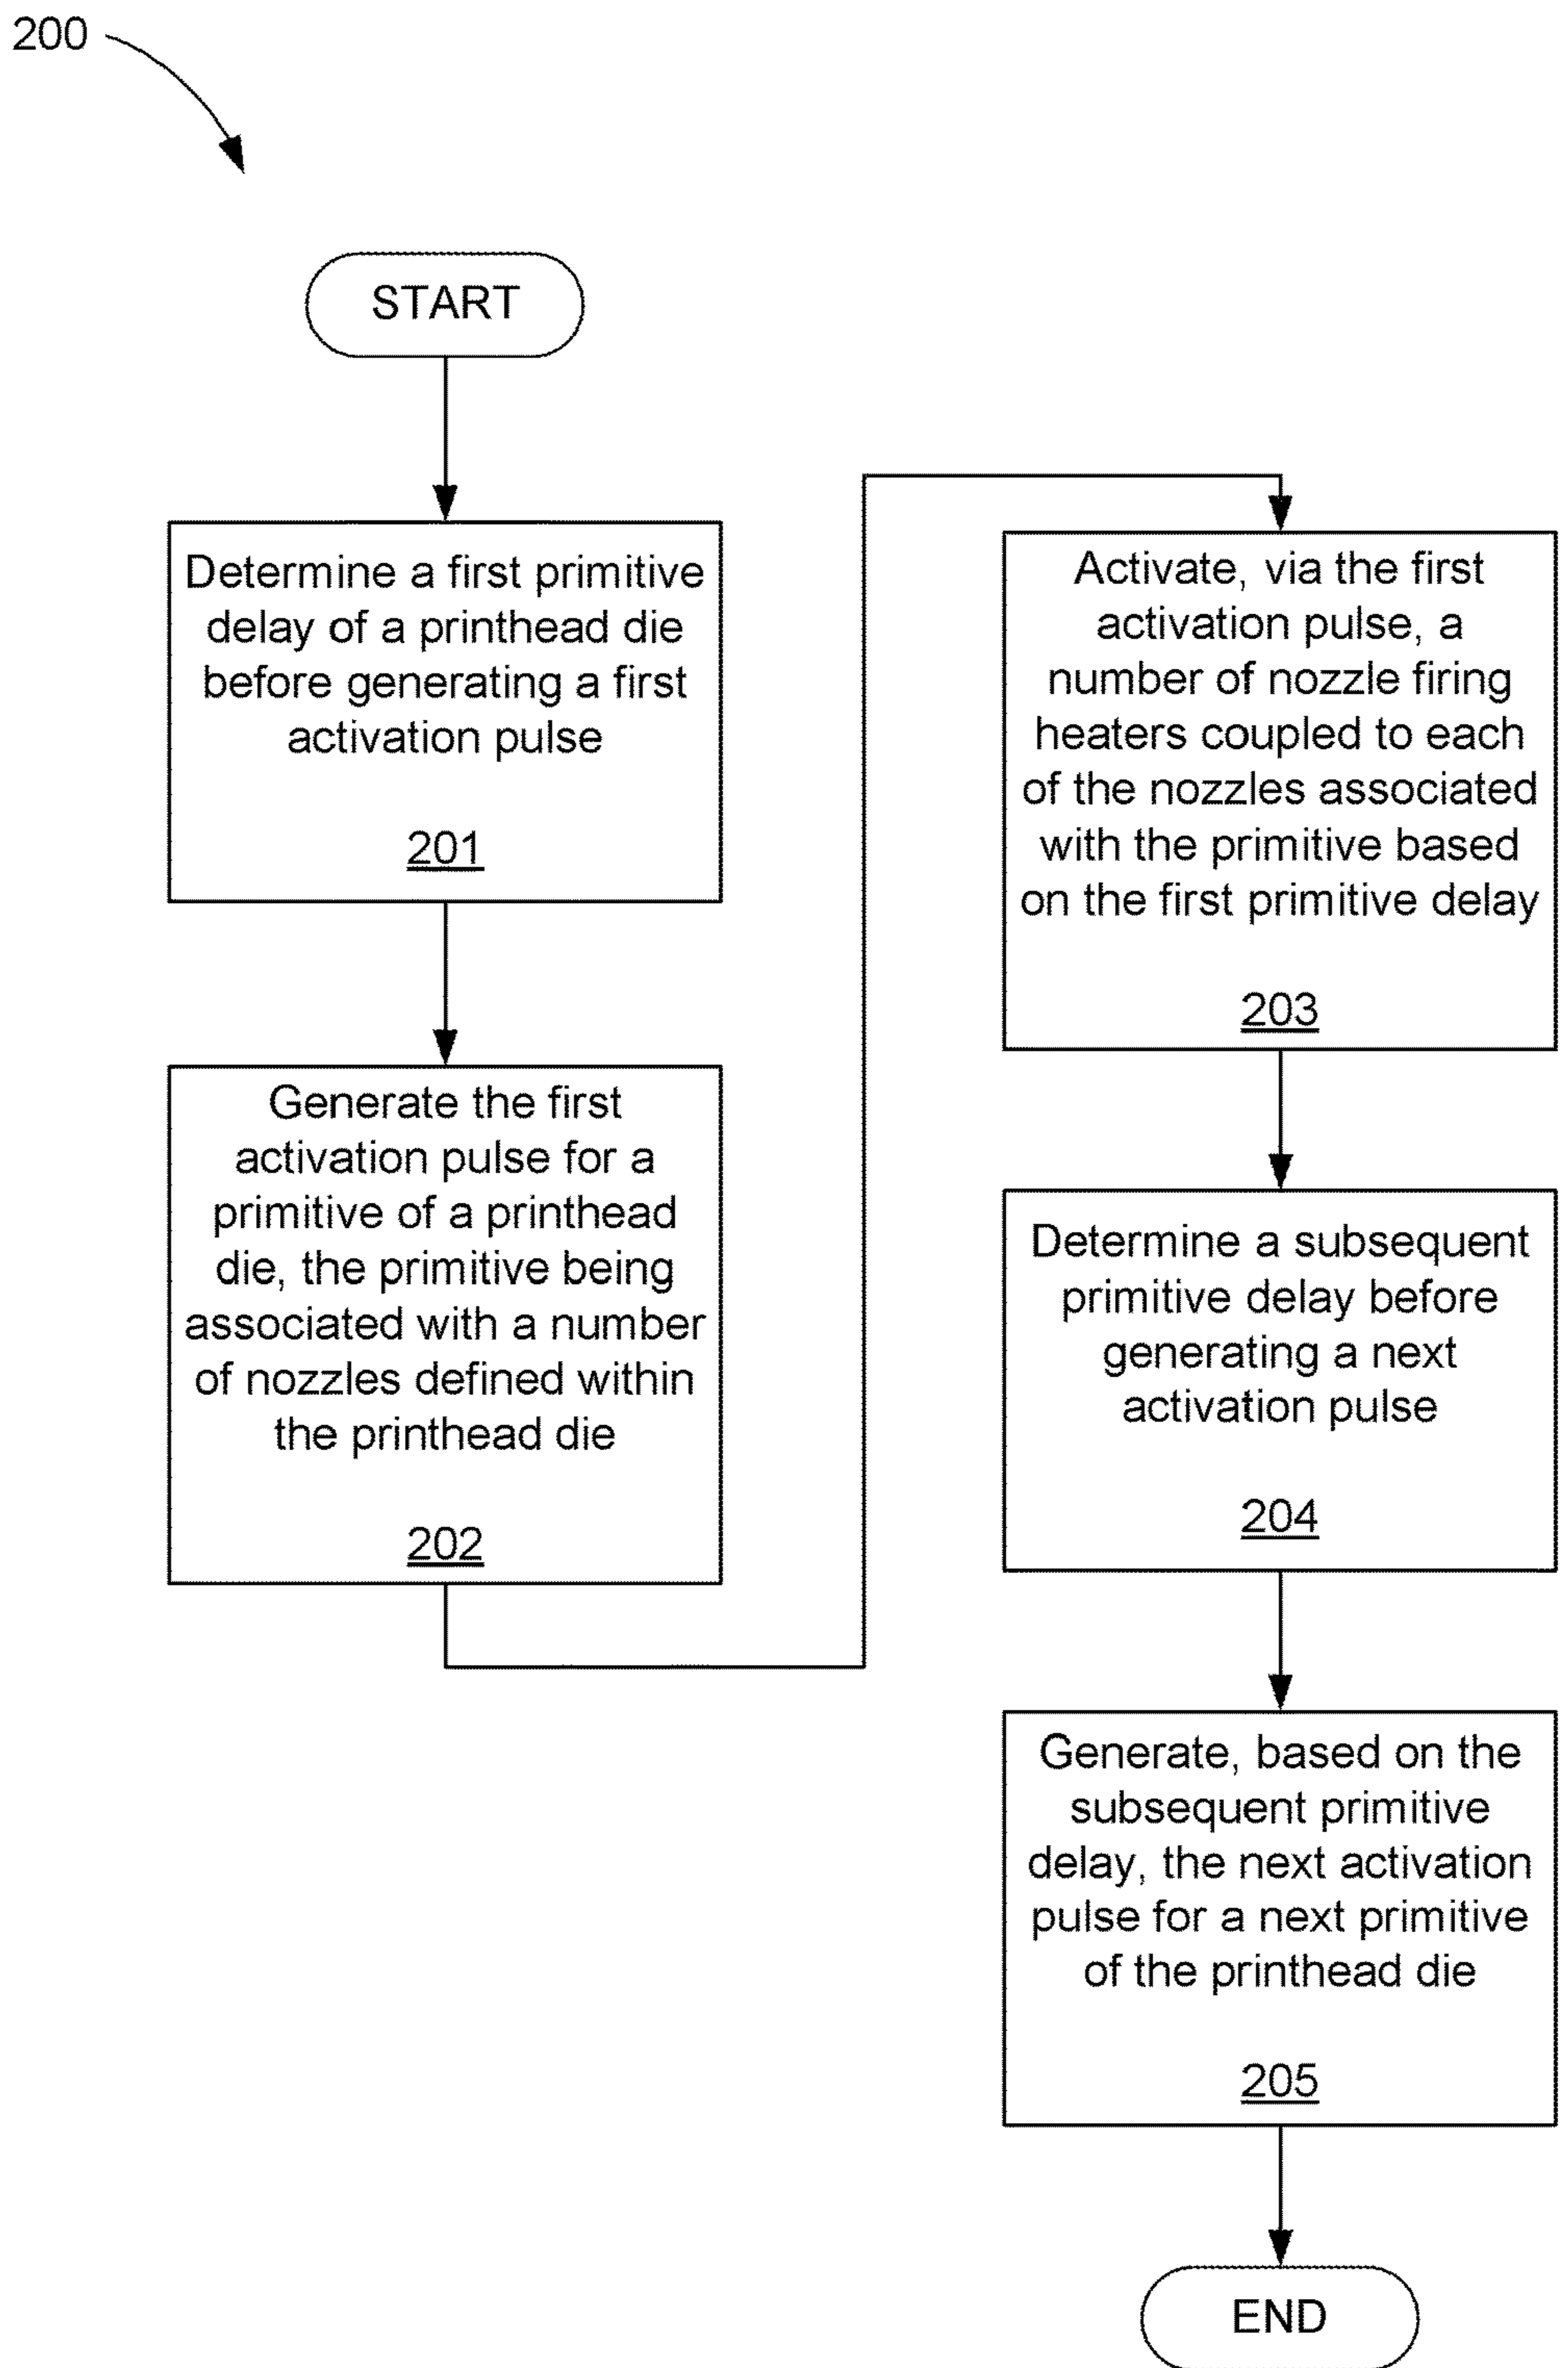 200
START
Determine a first primitive
delay of a printhead die
before generating a first
activation pulse
201
Generate the first
activation pulse for a
primitive of a printhead
die, the primitive being
associated with a number
of nozzles defined within
the printhead die
202
Activate, via the first
activation pulse, a
number of nozzle firing
heaters coupled to each
of the nozzles associated
with the primitive based
on the first primitive delay
203
Determine a subsequent
primitive delay before
generating a next
activation pulse
204
Generate, based on the
subsequent primitive
delay, the next activation
pulse for a next primitive
of the printhead die
205
END